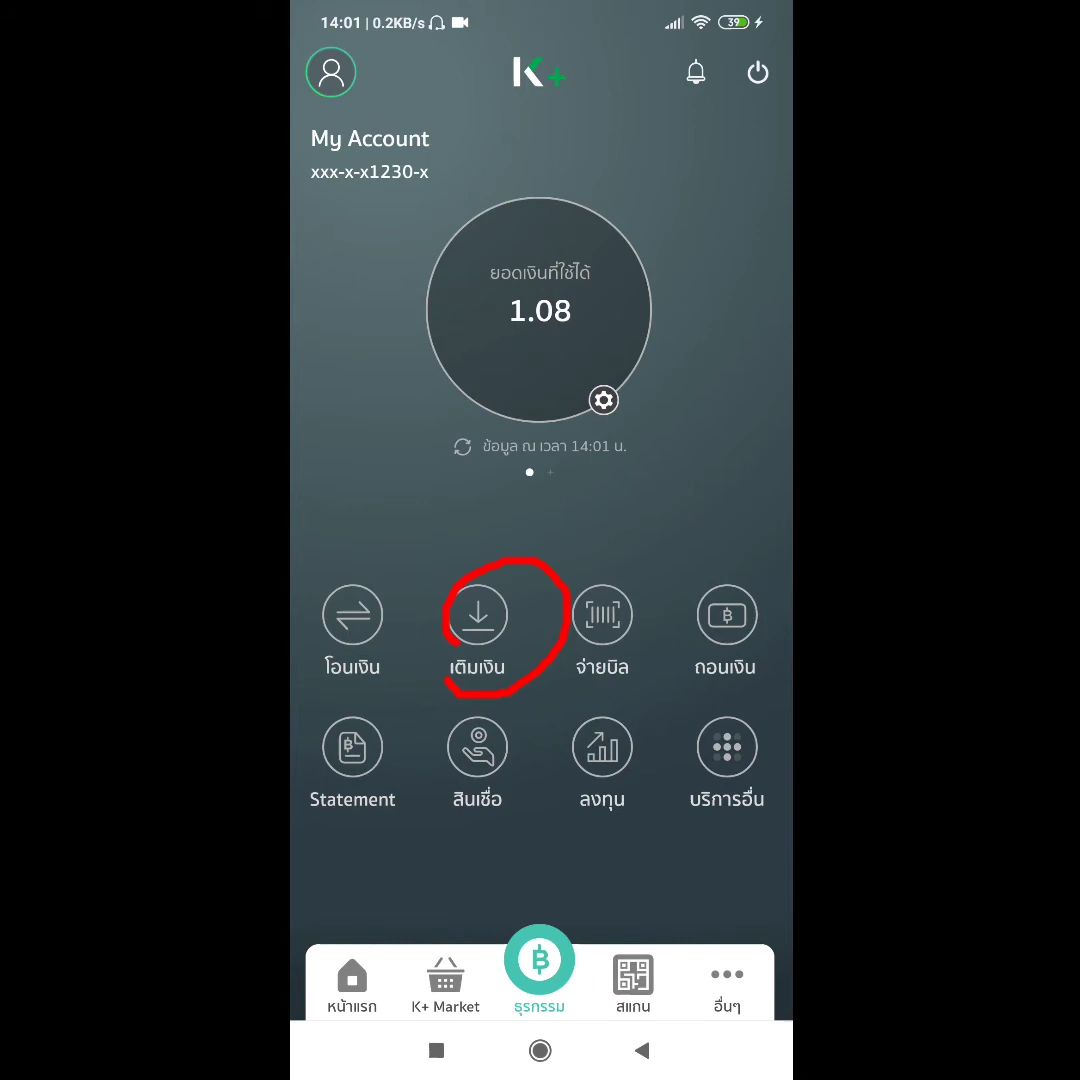 14:01 | 0.2KB/s 39
K+
My Account
xxx-x-x1230-x
ยอดเงินที่ใช้ได้
1.08
ข้อมูล ณ เวลา 14:01 น.
โอนเงิน เติมเงิน จ่ายบิล ถอนเงิน
Statement สินเชื่อ ลงทุน บริการอื่น
หน้าแรก K+ Market ธุรกรรม สแกน อื่นๆ